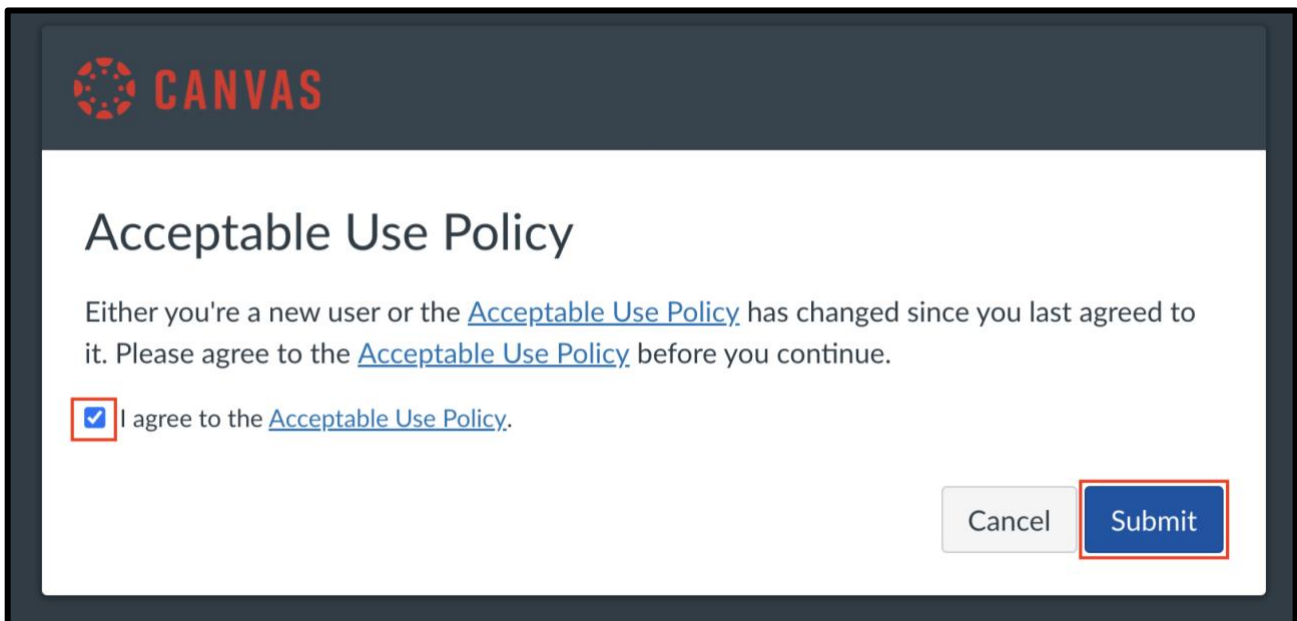 CANVAS
Acceptable Use Policy
Either you're a new user or the Acceptable Use Policy has changed since you last agreed to
it. Please agree to the Acceptable Use Policy before you continue.
I agree to the Acceptable Use Policy.
Cancel Submit